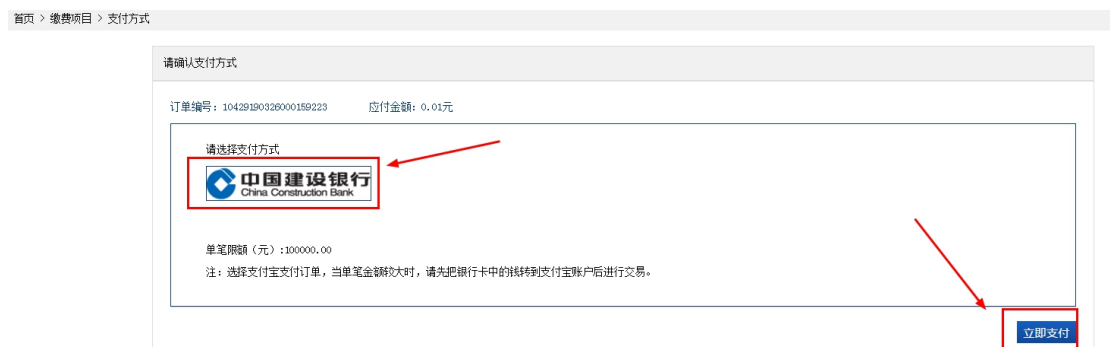 首页 > 缴费项目 > 支付方式
请确认支付方式
订单编号：10429190326000159223 应付金额：0.01元
请选择支付方式
中国建设银行
China Construction Bank
单笔限额（元）:100000.00
注：选择支付宝支付订单，当单笔金额较大时，请先把银行卡中的钱转到支付宝账户后进行交易。
立即支付